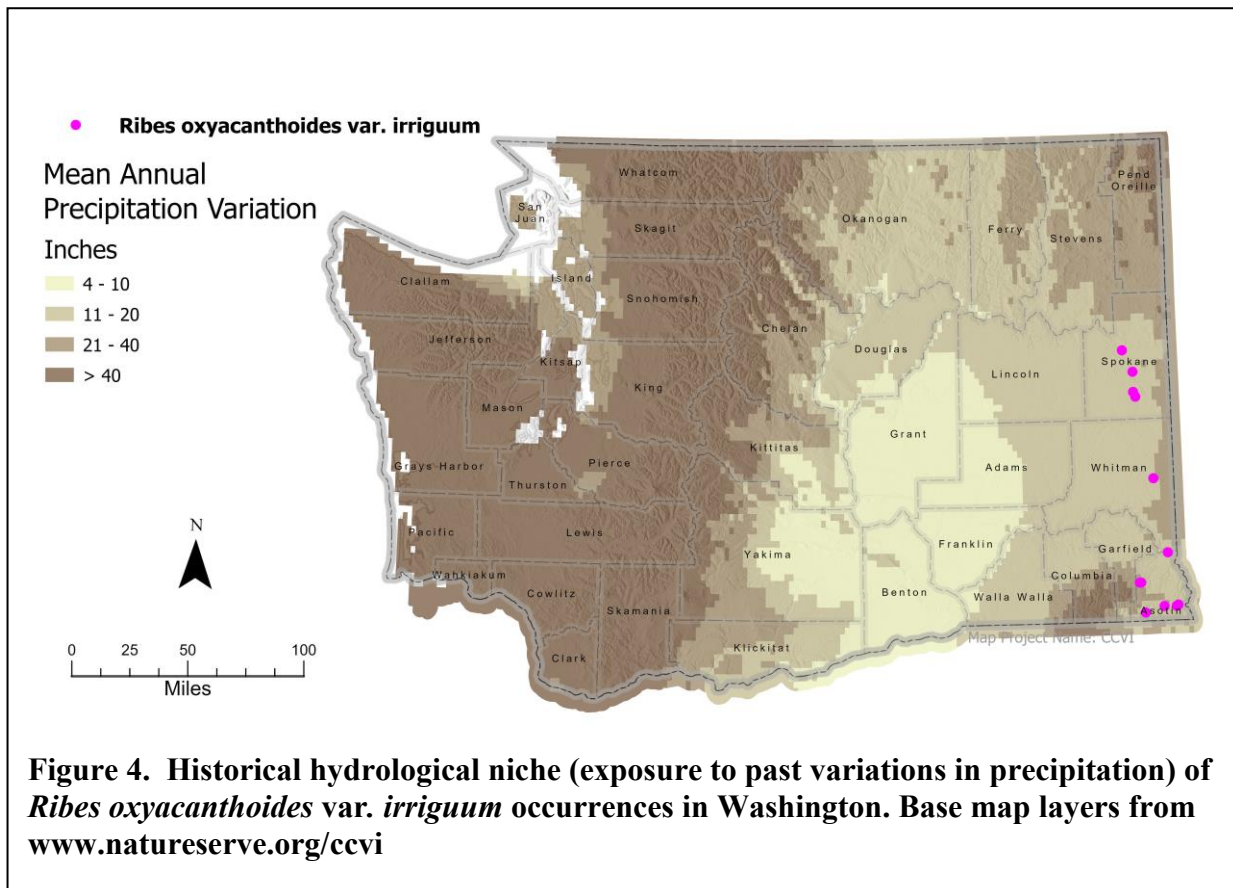 Ribes oxyacanthoides var. irriguum
Mean Annual
Precipitation Variation
Inches
4 - 10
11 - 20
21 - 40
> 40
Whatcom
Pend
Oreille
San
Juan
Okanogan
Ferry
Stevens
Skagit
Island
Clallam
Snohomish
Chelan
Jefferson
Douglas
Kitsap
Lincoln
Spokane
King
Mason
Grant
Kittitas
Grays Harbor
Pierce
Adams
Whitman
Thurston
Pacific
Lewis
Yakima
Franklin
Garfield
Columbia
Wahkiakum
Cowlitz
Skamania
Benton
Walla Walla
Asotin
Map Project Name: CCVI
Klickitat
Clark
N
0 25 50 100
Miles
Figure 4. Historical hydrological niche (exposure to past variations in precipitation) of
Ribes oxyacanthoides var. irriguum occurrences in Washington. Base map layers from
www.natureserve.org/ccvi